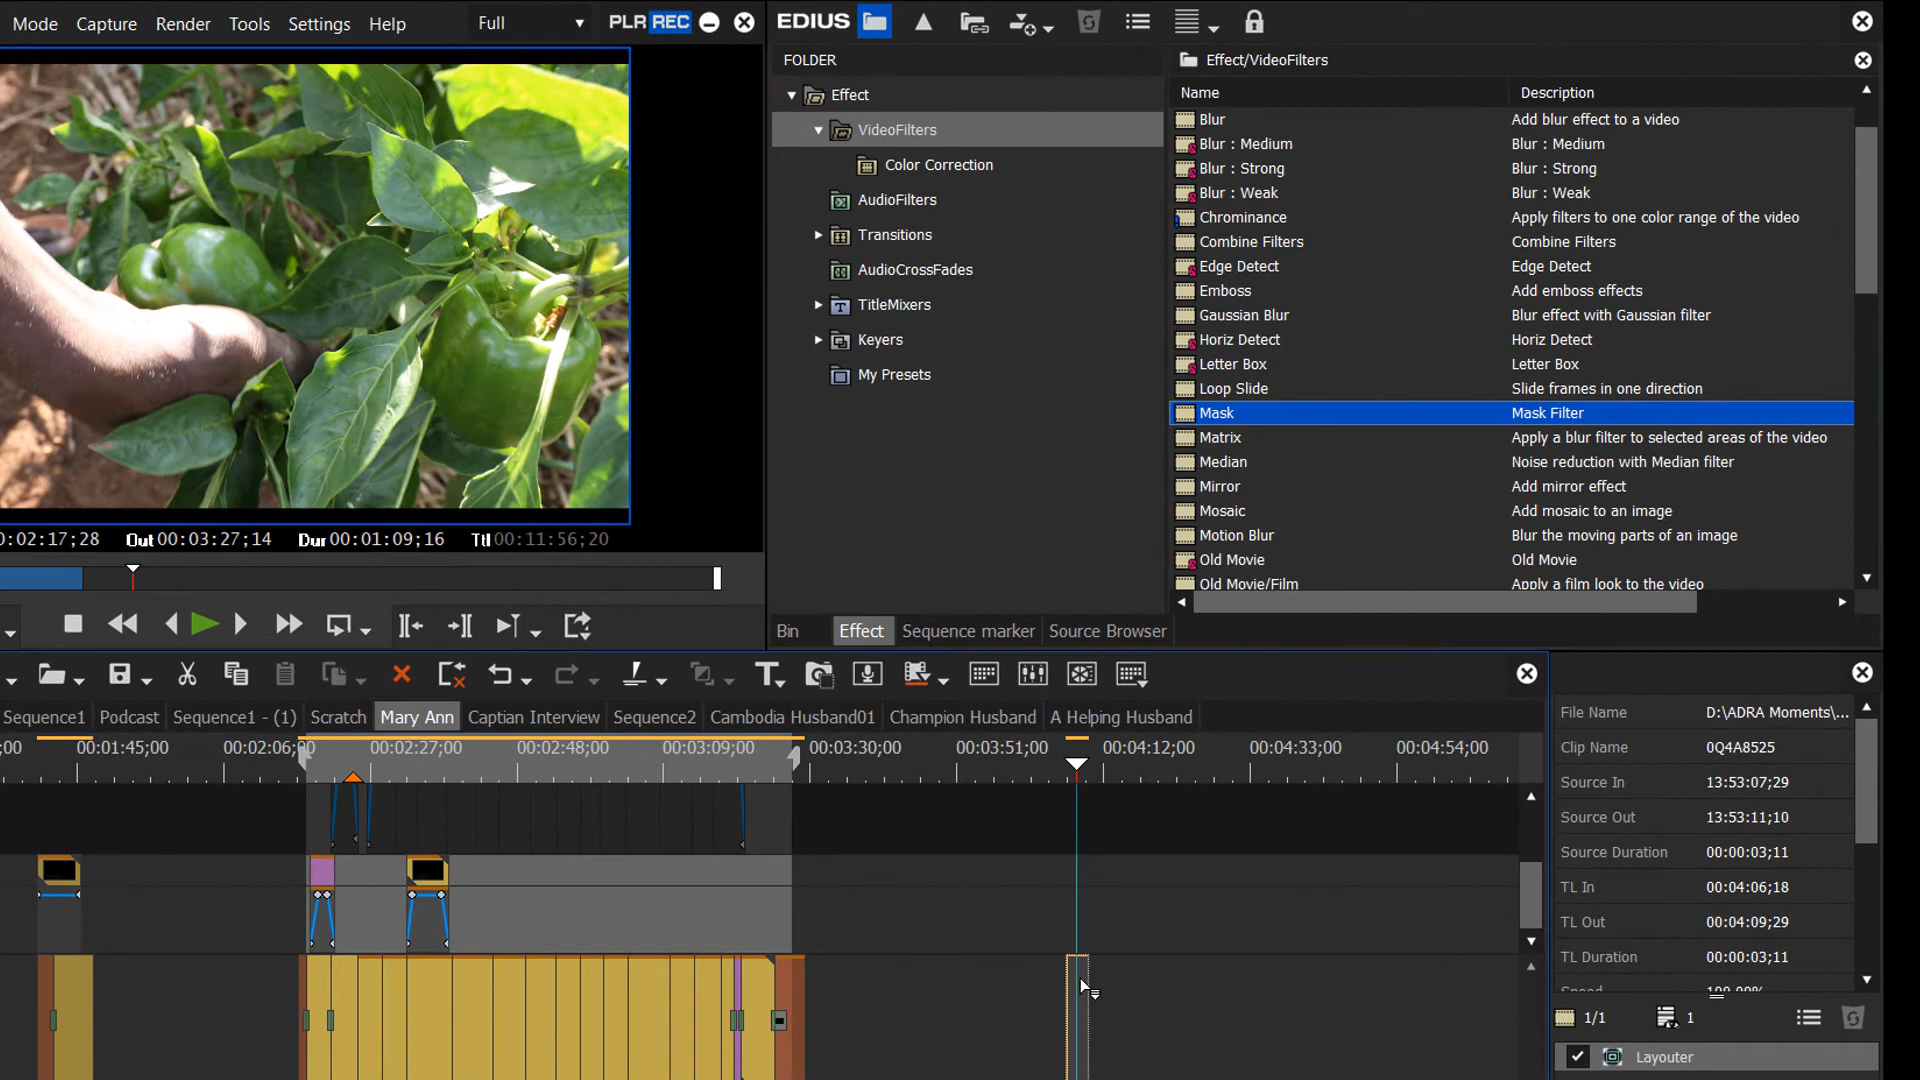 Mode Capture Render Tools Settings Help Full PLR REC
EDIUS
FOLDER
Effect
VideoFilters
Color Correction
AudioFilters
Transitions
AudioCrossFades
TitleMixers
Keyers
My Presets
Effect/VideoFilters
Name Description
Blur Add blur effect to a video
Blur : Medium Blur : Medium
Blur : Strong Blur : Strong
Blur : Weak Blur : Weak
Chrominance Apply filters to one color range of the video
Combine Filters Combine Filters
Edge Detect Edge Detect
Emboss Add emboss effects
Gaussian Blur Blur effect with Gaussian filter
Horiz Detect Horiz Detect
Letter Box Letter Box
Loop Slide Slide frames in one direction
Mask Mask Filter
Matrix Apply a blur filter to selected areas of the video
Median Noise reduction with Median filter
Mirror Add mirror effect
Mosaic Add mosaic to an image
Motion Blur Blur the moving parts of an image
Old Movie Old Movie
Old Movie/Film Apply a film look to the video
0:02:17;28 Out 00:03:27;14 Dur 00:01:09;16 Ttl 00:11:56;20
Bin Effect Sequence marker Source Browser
Sequence1 Podcast Sequence1 - (1) Scratch Mary Ann Captian Interview Sequence2 Cambodia Husband01 Champion Husband A Helping Husband
;00 00:01:45;00 00:02:06;00 00:02:27;00 00:02:48;00 00:03:09;00 00:03:30;00 00:03:51;00 00:04:12;00 00:04:33;00 00:04:54;00
File Name D:\ADRA Moments\...
Clip Name 0Q4A8525
Source In 13:53:07;29
Source Out 13:53:11;10
Source Duration 00:00:03;11
TL In 00:04:06;18
TL Out 00:04:09;29
TL Duration 00:00:03;11
Speed 100.00%
1/1 1
Layouter